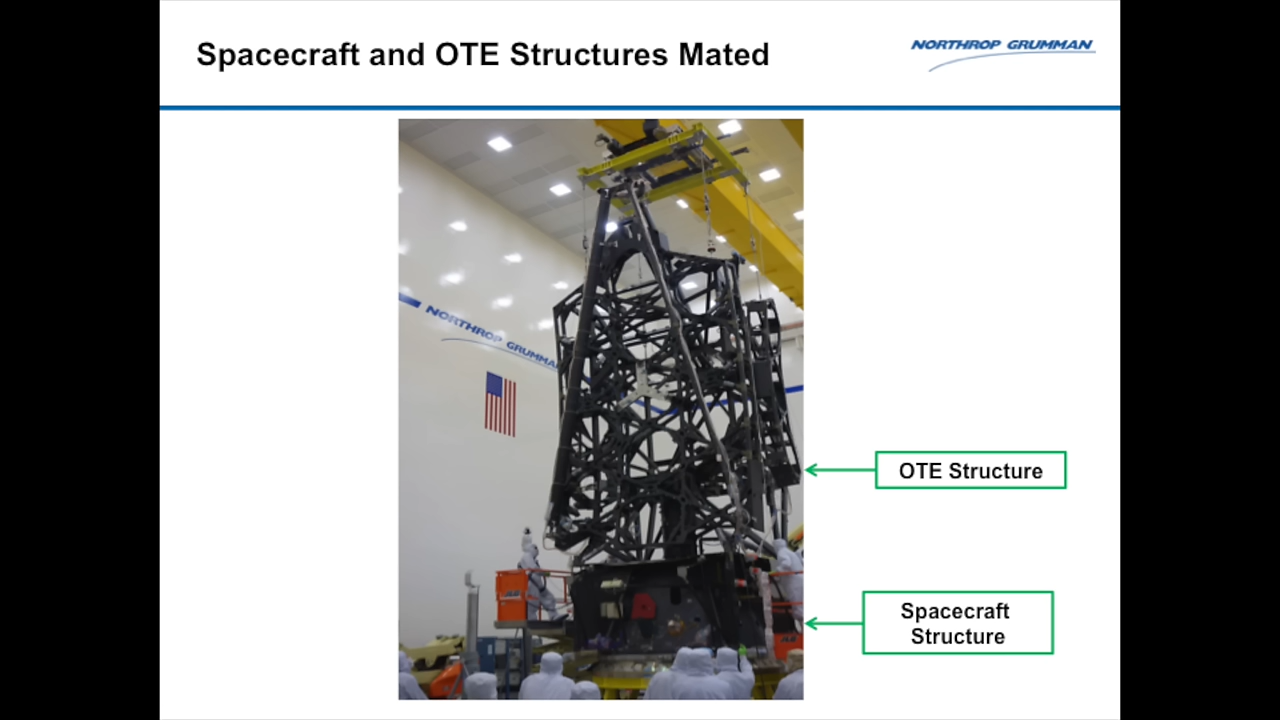 Spacecraft and OTE Structures Mated
NORTHROP GRUMMAN
NORTHROP GRUMMAN
OTE Structure
Spacecraft
Structure